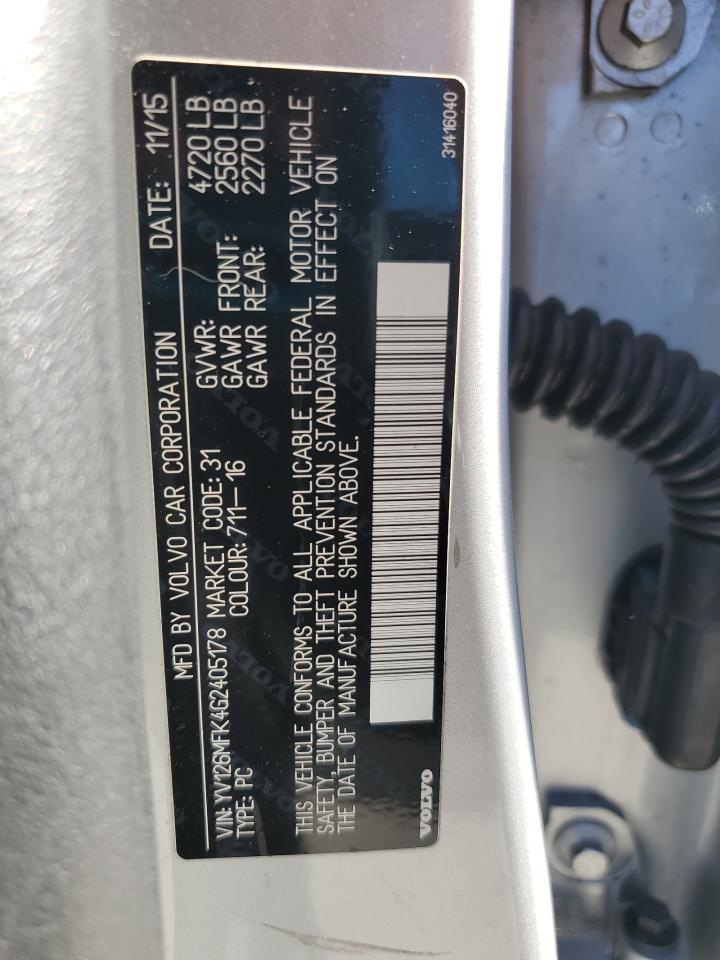 MFD BY VOLVO CAR CORPORATION DATE: 11/15
VIN: YV126MFK4G2405178 MARKET CODE: 31 GVWR: 4720 LB
TYPE: PC COLOUR: 711-16 GAWR FRONT: 2560 LB
GAWR REAR: 2270 LB
THIS VEHICLE CONFORMS TO ALL APPLICABLE FEDERAL MOTOR VEHICLE
SAFETY, BUMPER AND THEFT PREVENTION STANDARDS IN EFFECT ON
THE DATE OF MANUFACTURE SHOWN ABOVE.
VOLVO 31416040